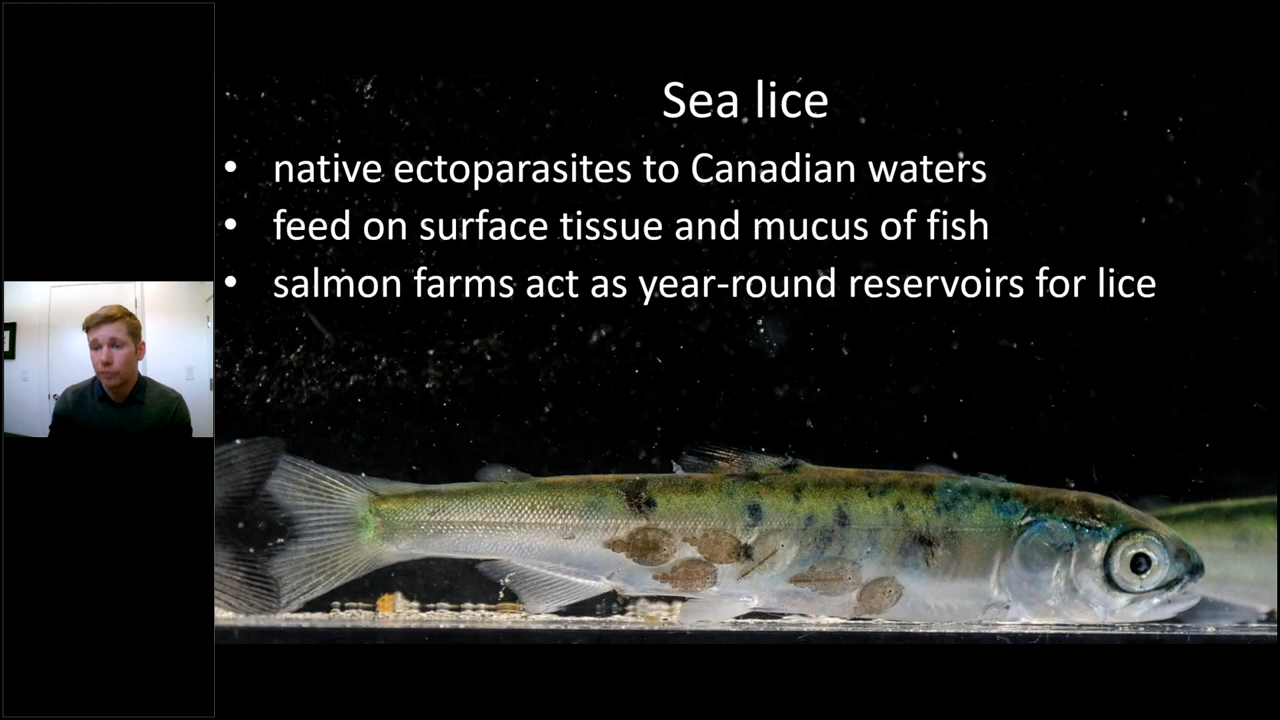 Sea lice
• native ectoparasites to Canadian waters
• feed on surface tissue and mucus of fish
• salmon farms act as year-round reservoirs for lice